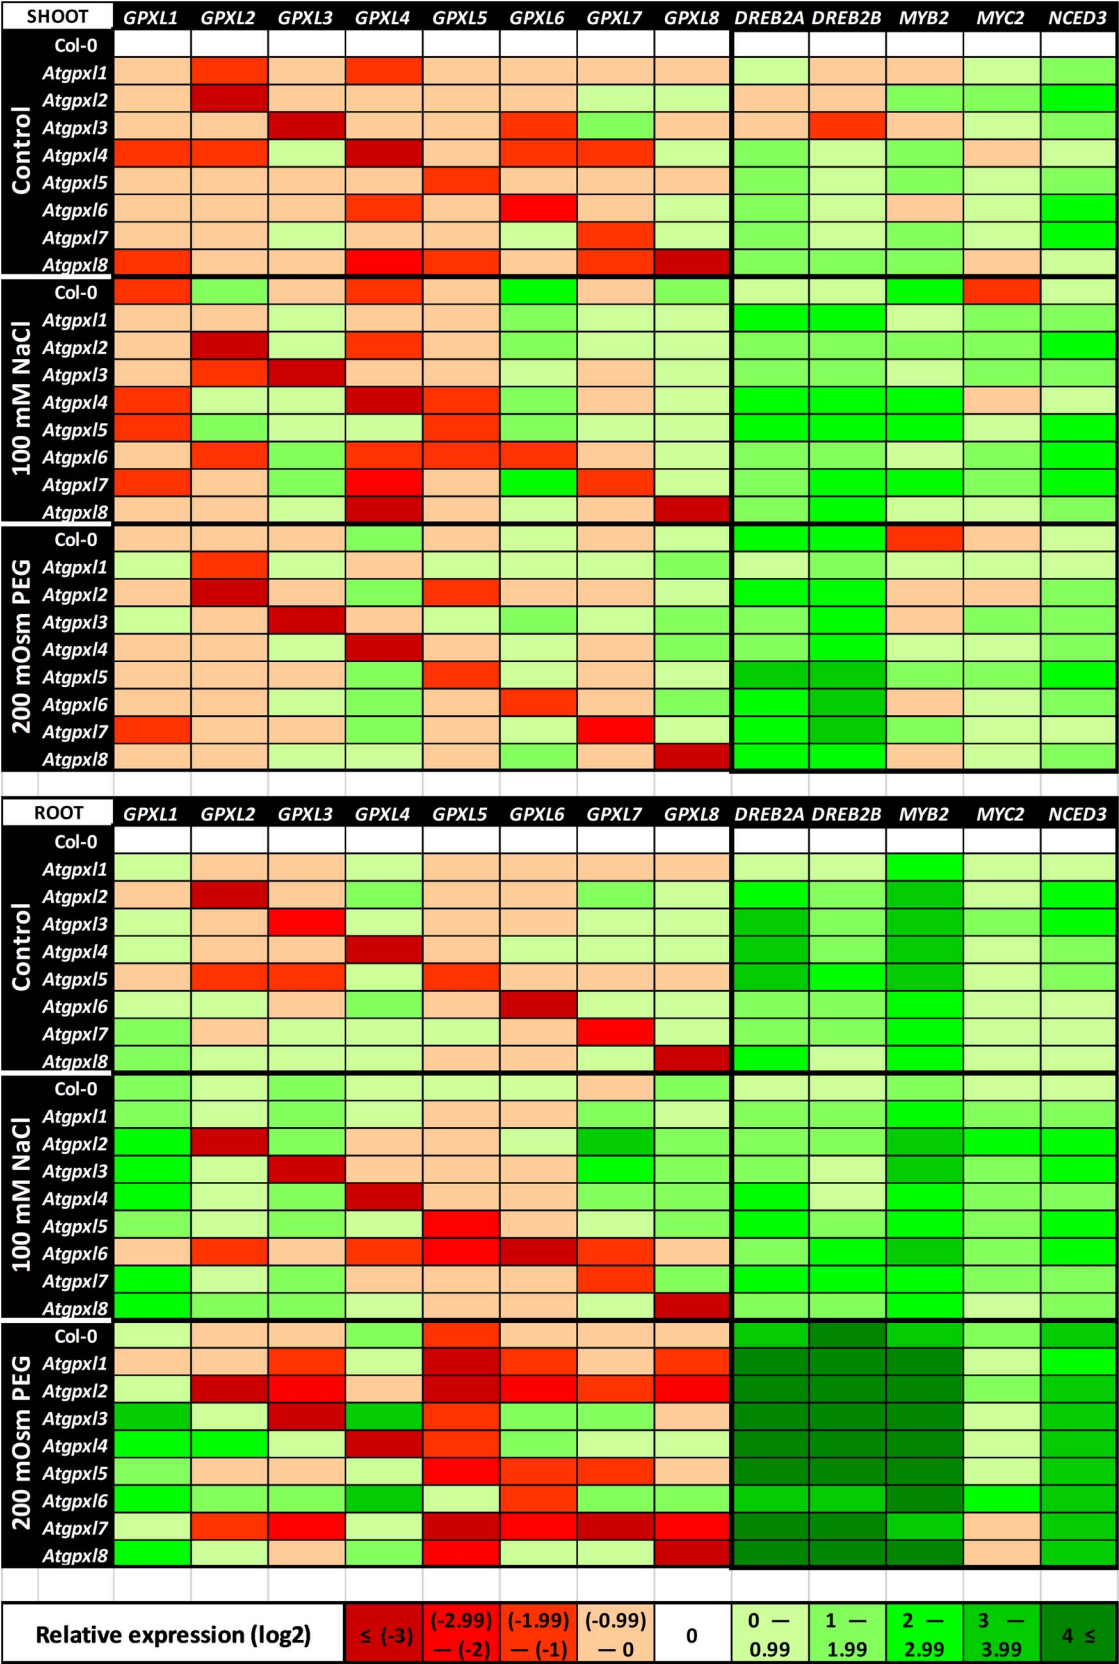 SHOOT GPXL1 GPXL2 GPXL3 GPXL4 GPXL5 GPXL6 GPXL7 GPXL8 DREB2A DREB2B MYB2 MYC2 NCED3
Control
Col-0
Atgpxl1
Atgpxl2
Atgpxl3
Atgpxl4
Atgpxl5
Atgpxl6
Atgpxl7
Atgpxl8
100 mM NaCl
Col-0
Atgpxl1
Atgpxl2
Atgpxl3
Atgpxl4
Atgpxl5
Atgpxl6
Atgpxl7
Atgpxl8
200 mOsm PEG
Col-0
Atgpxl1
Atgpxl2
Atgpxl3
Atgpxl4
Atgpxl5
Atgpxl6
Atgpxl7
Atgpxl8
ROOT GPXL1 GPXL2 GPXL3 GPXL4 GPXL5 GPXL6 GPXL7 GPXL8 DREB2A DREB2B MYB2 MYC2 NCED3
Control
Col-0
Atgpxl1
Atgpxl2
Atgpxl3
Atgpxl4
Atgpxl5
Atgpxl6
Atgpxl7
Atgpxl8
100 mM NaCl
Col-0
Atgpxl1
Atgpxl2
Atgpxl3
Atgpxl4
Atgpxl5
Atgpxl6
Atgpxl7
Atgpxl8
200 mOsm PEG
Col-0
Atgpxl1
Atgpxl2
Atgpxl3
Atgpxl4
Atgpxl5
Atgpxl6
Atgpxl7
Atgpxl8
Relative expression (log2)
≤ (-3)
(-2.99)
— (-2)
(-1.99)
— (-1)
(-0.99)
— 0
0
0 —
0.99
1 —
1.99
2 —
2.99
3 —
3.99
4 ≤